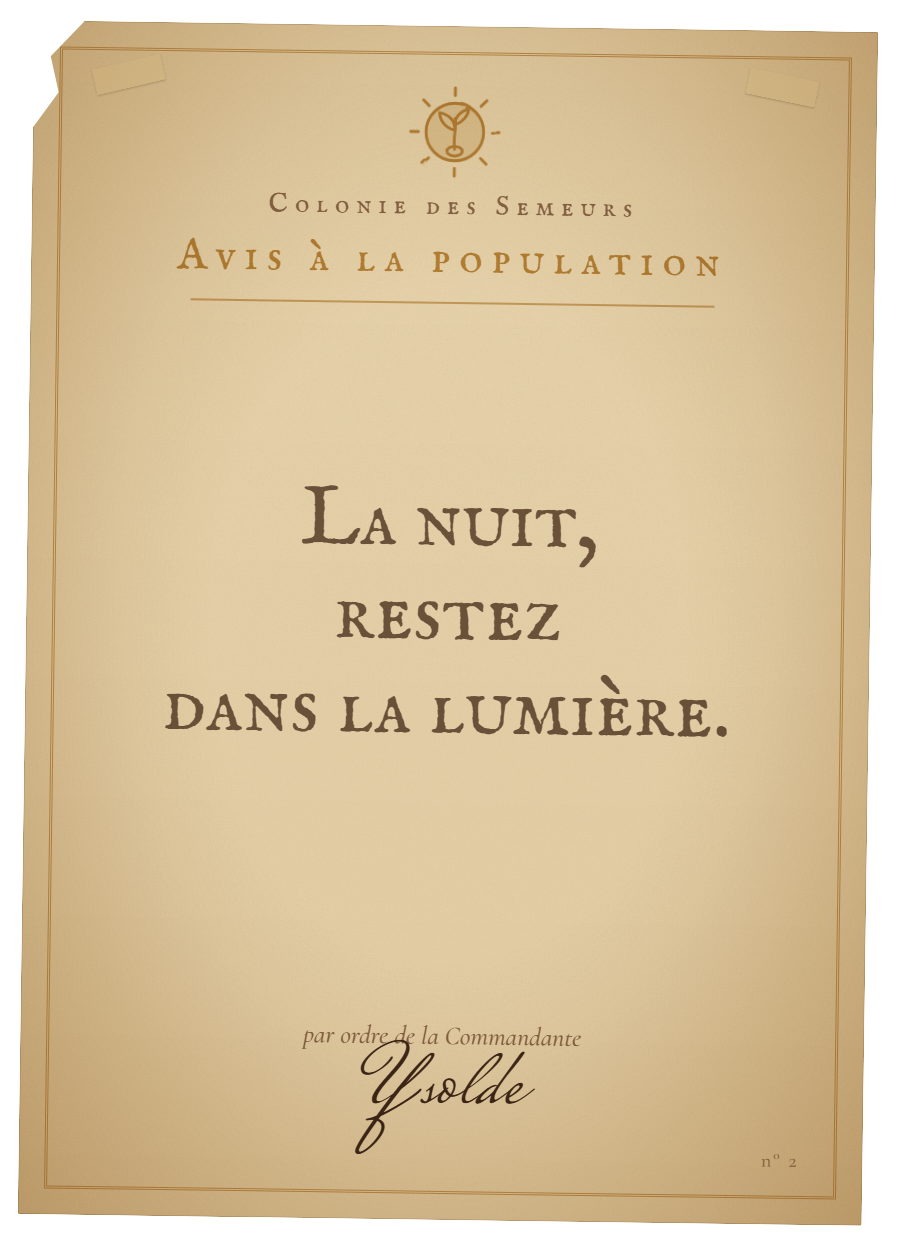 Colonie des Semeurs
Avis à la population
La nuit,
restez
dans la lumière.
par ordre de la Commandante
Ysolde
nº 2